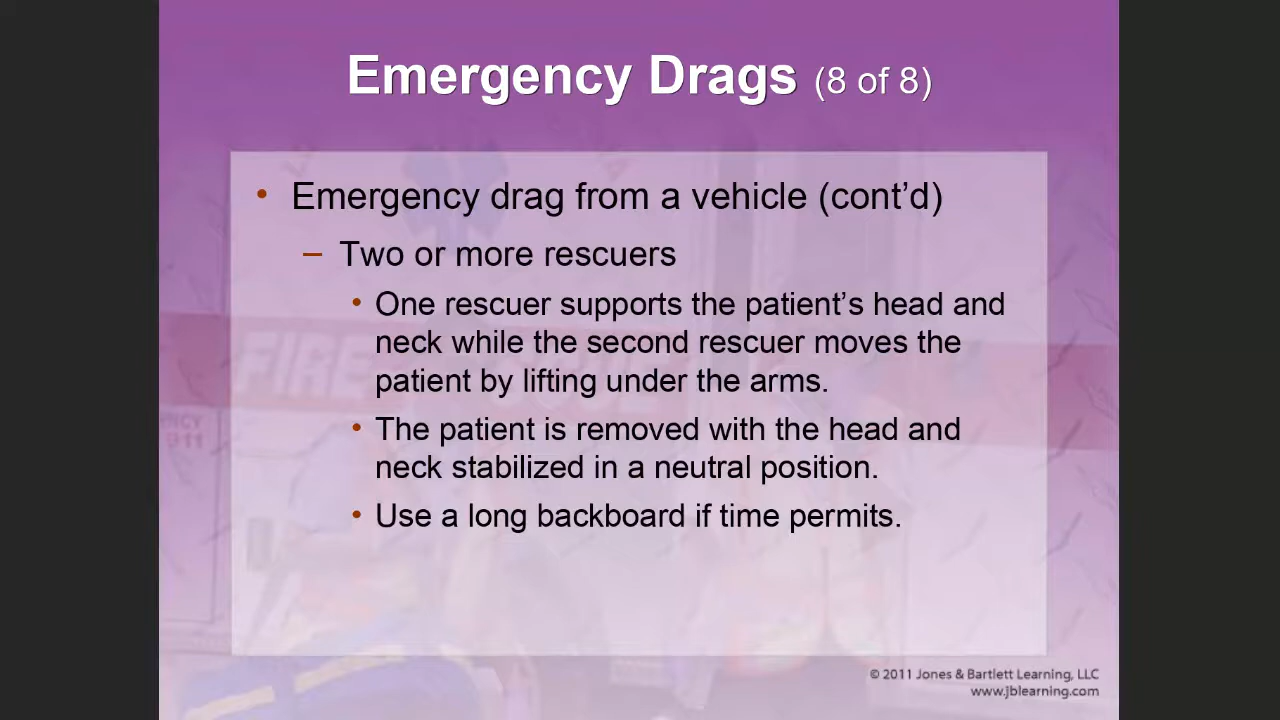 Emergency Drags (8 of 8)
• Emergency drag from a vehicle (cont’d)
– Two or more rescuers
• One rescuer supports the patient’s head and
neck while the second rescuer moves the
patient by lifting under the arms.
• The patient is removed with the head and
neck stabilized in a neutral position.
• Use a long backboard if time permits.
FIRE
911
© 2011 Jones & Bartlett Learning, LLC
www.jblearning.com